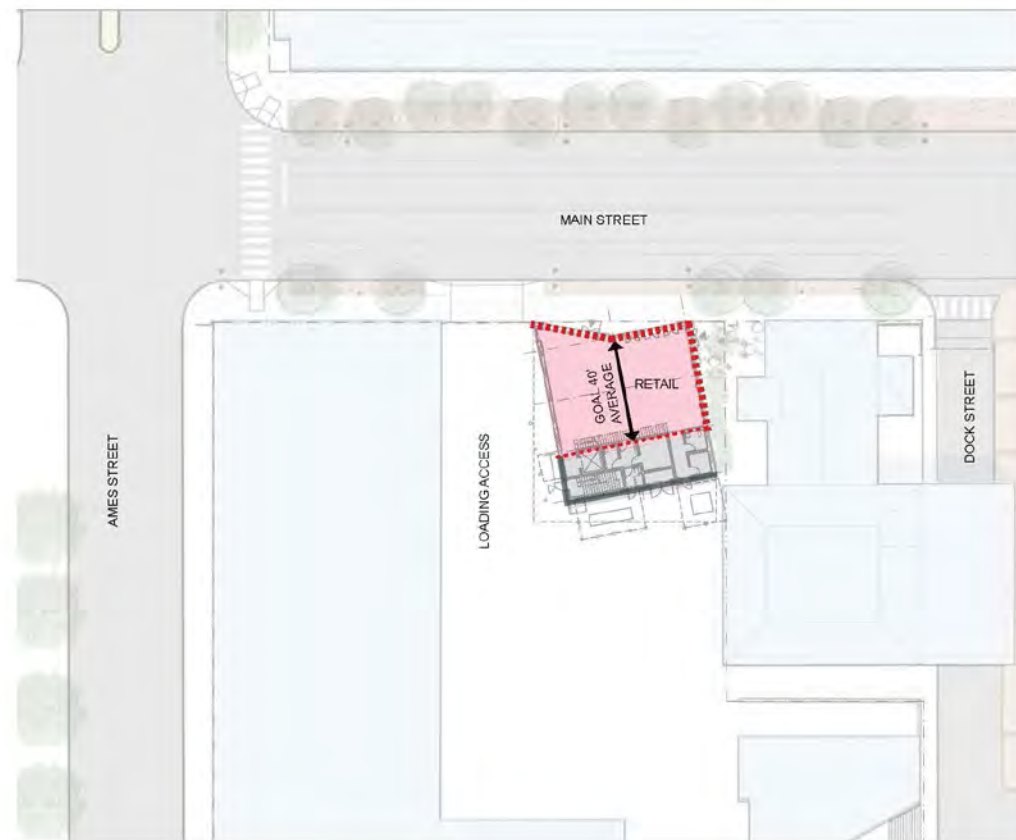 MAIN STREET
GOAL 40'
AVERAGE
RETAIL
AMES STREET
LOADING ACCESS
DOCK STREET